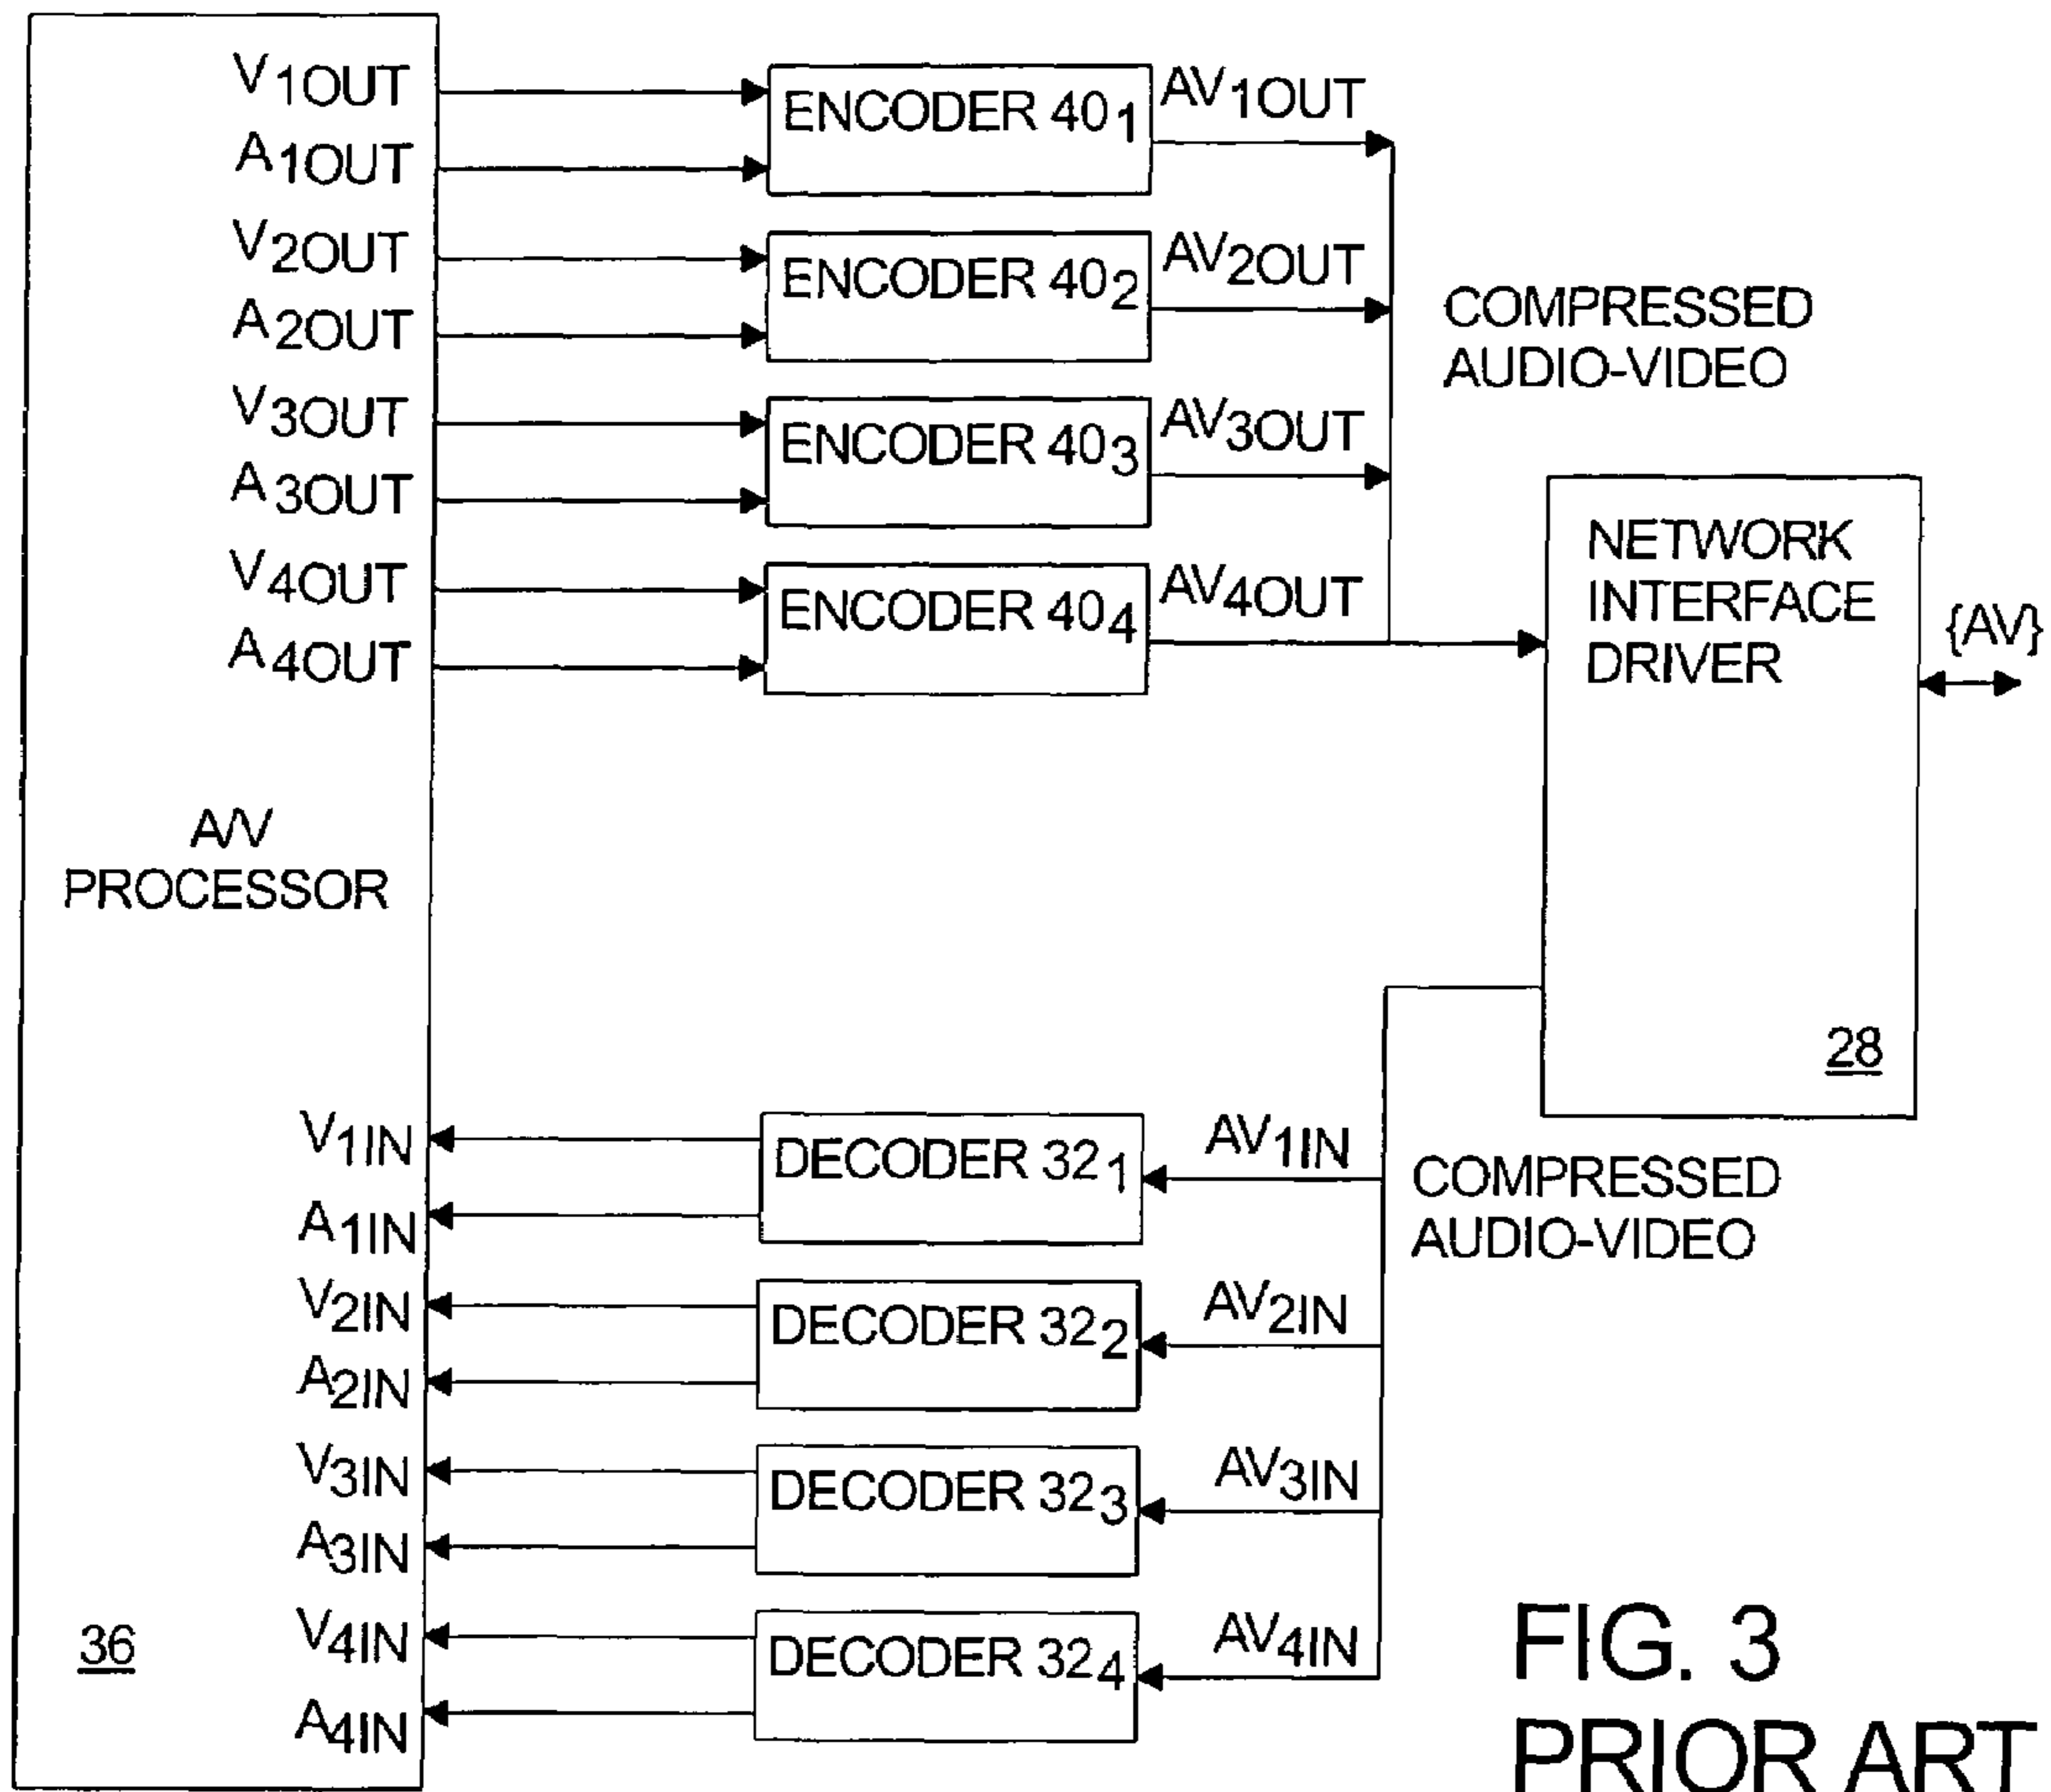 V1OUT
A1OUT
V2OUT
A2OUT
V3OUT
A3OUT
V4OUT
A4OUT
A/V
PROCESSOR
V1IN
A1IN
V2IN
A2IN
V3IN
A3IN
V4IN
A4IN
36
ENCODER 401
ENCODER 402
ENCODER 403
ENCODER 404
AV1OUT
AV2OUT
AV3OUT
AV4OUT
COMPRESSED
AUDIO-VIDEO
NETWORK
INTERFACE
DRIVER
28
{AV}
DECODER 321
DECODER 322
DECODER 323
DECODER 324
AV1IN
AV2IN
AV3IN
AV4IN
COMPRESSED
AUDIO-VIDEO
FIG. 3
PRIOR ART